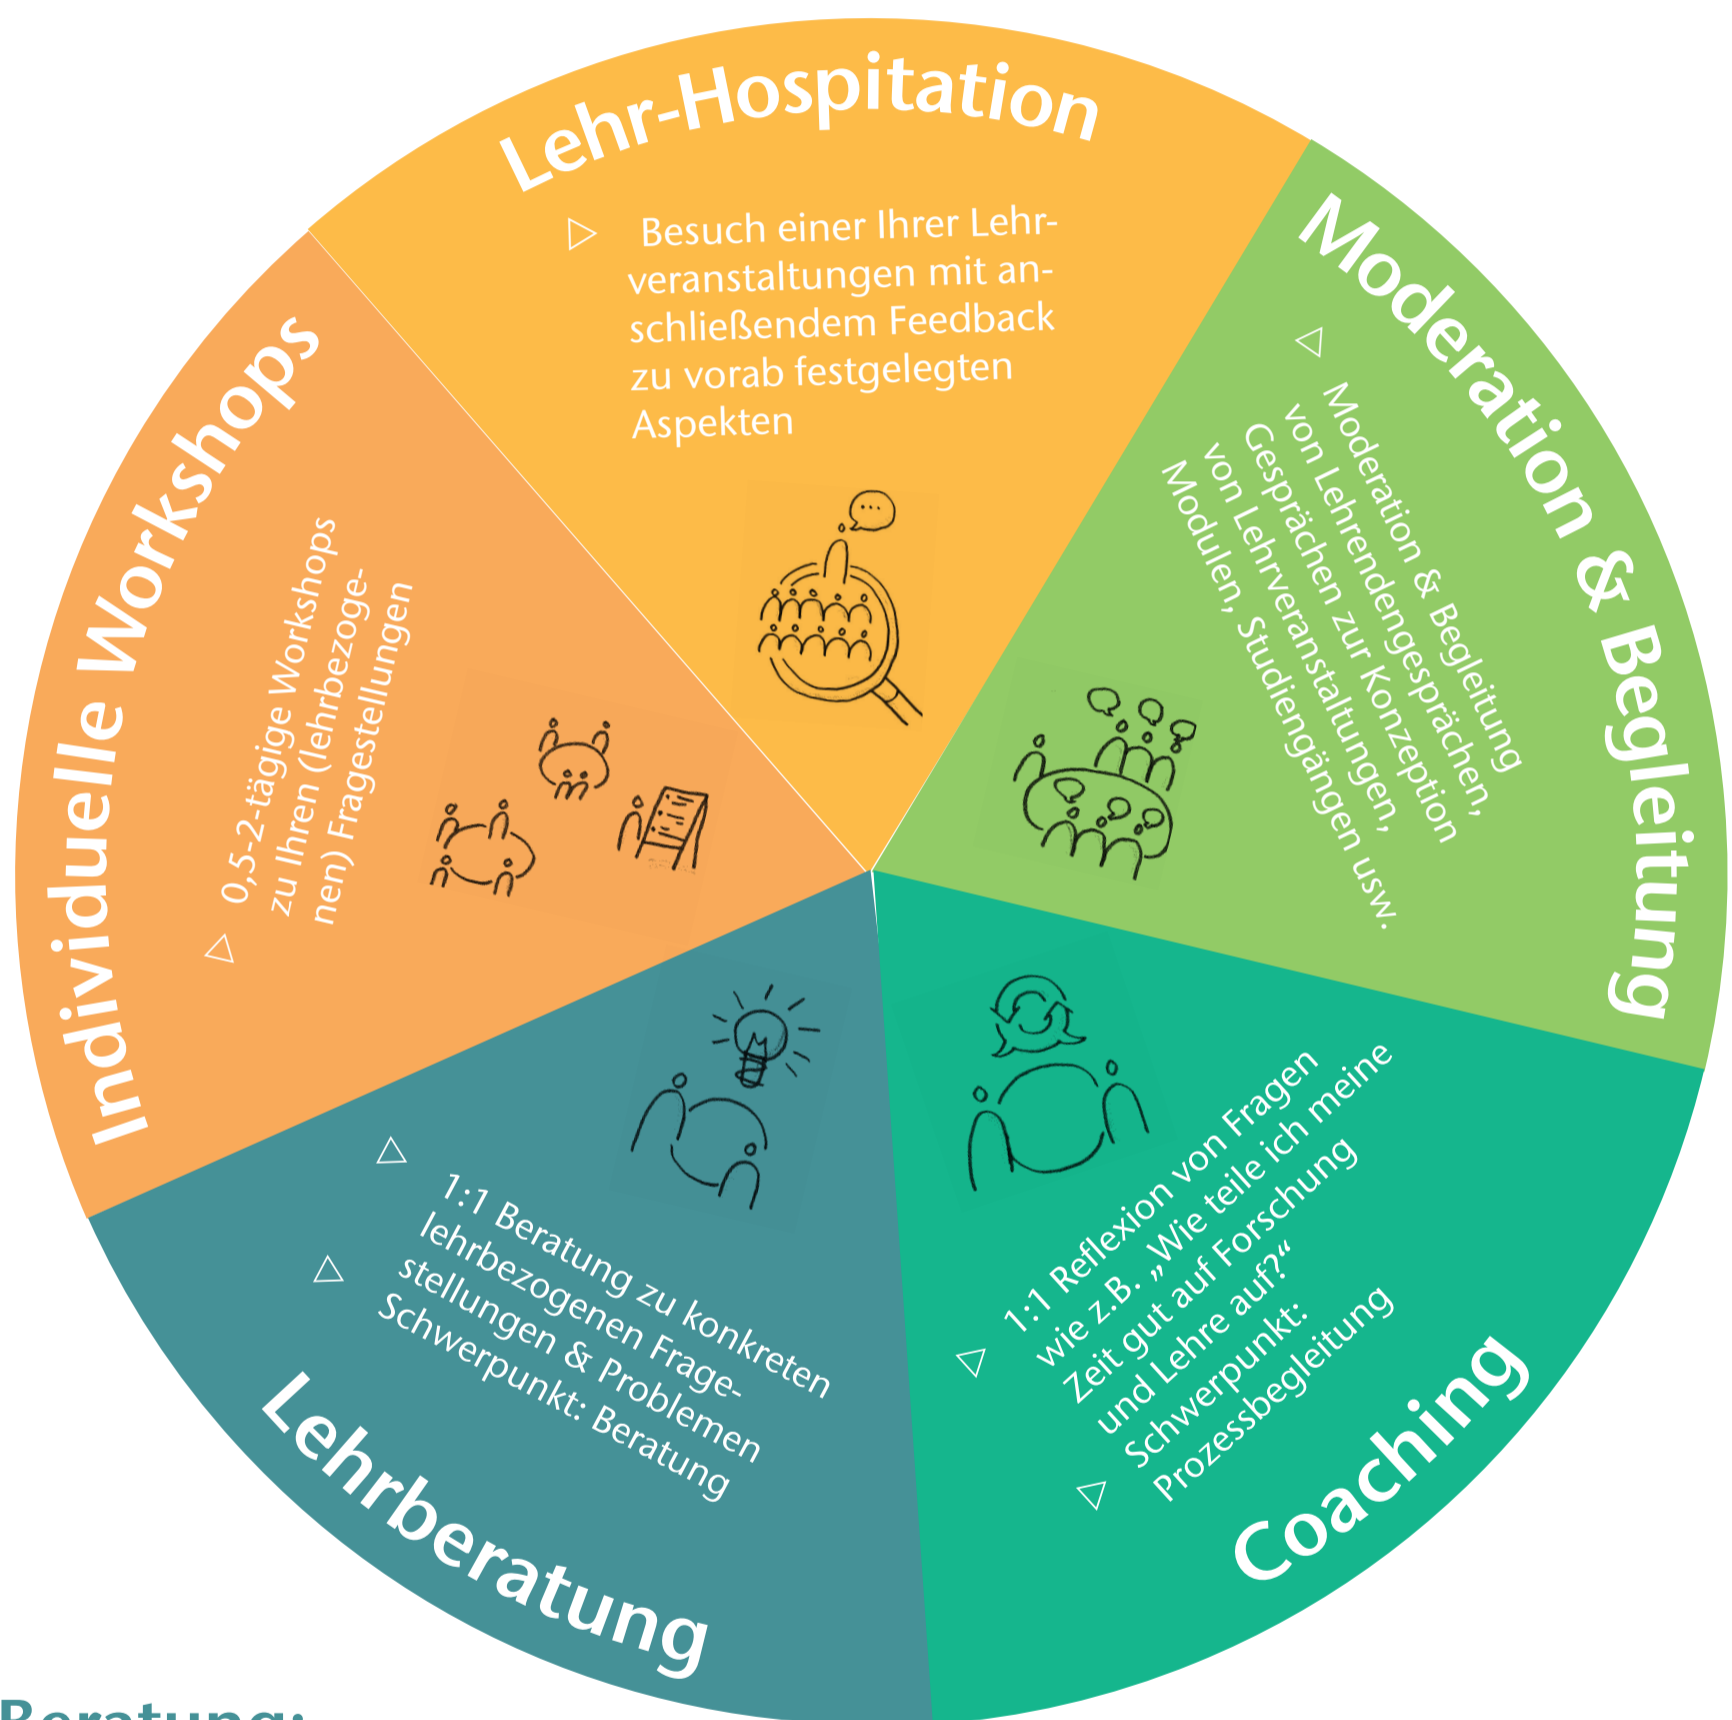 Lehr-Hospitation
Besuch einer Ihrer Lehr-
veranstaltungen mit an-
schließendem Feedback
zu vorab festgelegten
Aspekten
Moderation & Begleitung
Moderation & Begleitung
von Lehrendengesprächen,
Gesprächen zur Konzeption
von Lehrveranstaltungen,
Modulen, Studiengängen usw.
Coaching
1:1 Reflexion von Fragen
wie z.B. „Wie teile ich meine
Zeit gut auf Forschung
und Lehre auf?“
Schwerpunkt:
Prozessbegleitung
Lehrberatung
1:1 Beratung zu konkreten
lehrbezogenen Frage-
stellungen & Problemen
Schwerpunkt: Beratung
Individuelle Workshops
0,5-2-tägige Workshops
zu Ihren (lehrbezoge-
nen) Fragestellungen
Beratung: